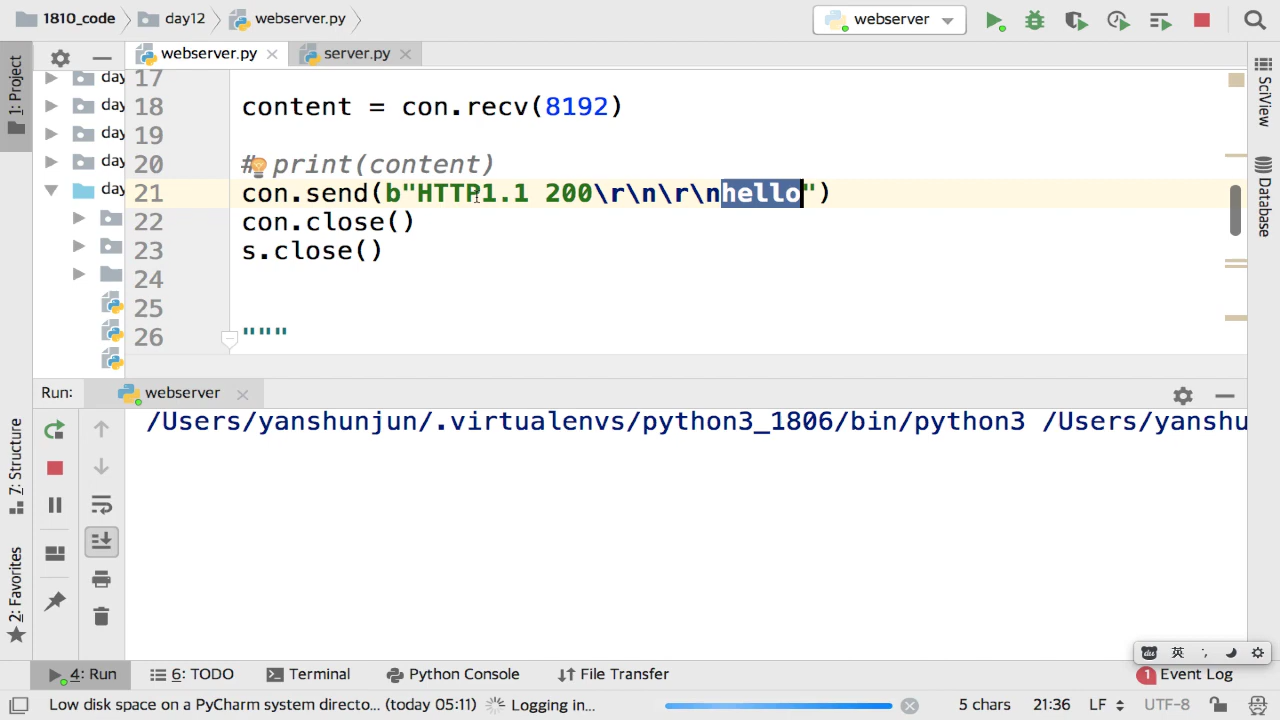 1810_code day12 webserver.py webserver
webserver.py server.py
1: Project
day
day
day
day
day
17
18 content = con.recv(8192)
19
20 # print(content)
21 con.send(b"HTTP1.1 200\r\n\r\nhello")
22 con.close()
23 s.close()
24
25
26 """
SciView
Database
Run: webserver
/Users/yanshunjun/.virtualenvs/python3_1806/bin/python3 /Users/yanshu
7: Structure
2: Favorites
du 英
4: Run 6: TODO Terminal Python Console File Transfer 1 Event Log
Low disk space on a PyCharm system directo... (today 05:11) Logging in... 5 chars 21:36 LF UTF-8